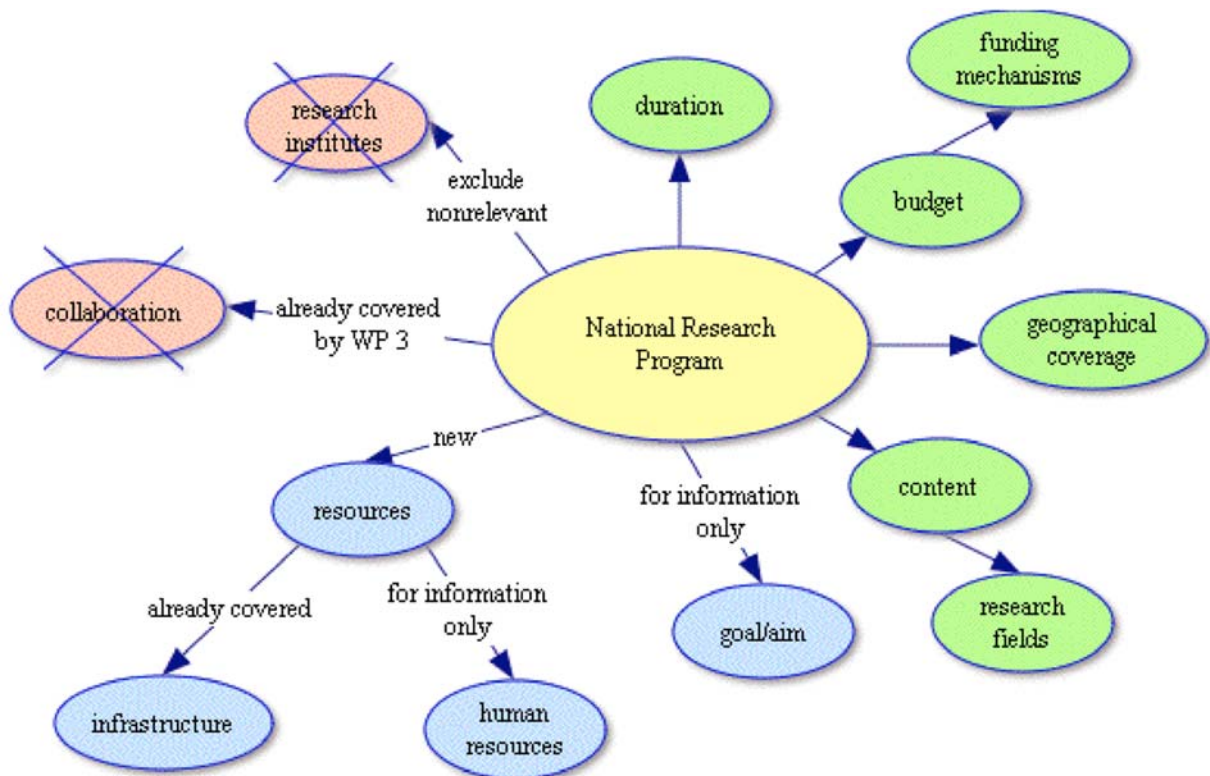 funding
mechanisms
research
institutes
duration
exclude
nonrelevant
budget
collaboration
already covered
by WP 3
National Research
Program
geographical
coverage
new
resources
for information
only
content
already covered
for information
only
goal/aim
research
fields
infrastructure
human
resources